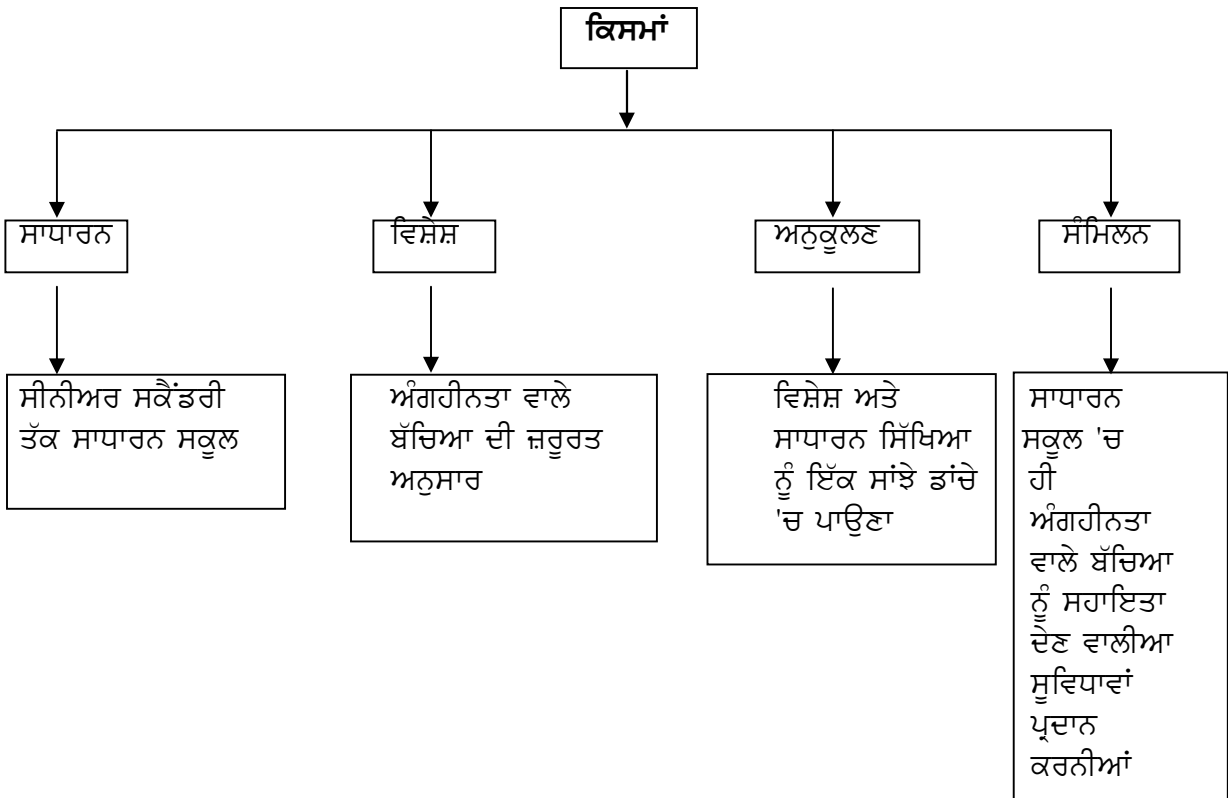 ਕਿਸਮਾਂ
ਸਾਧਾਰਨ
ਵਿਸ਼ੇਸ਼
ਅਨੁਕੂਲਣ
ਸੰਮਿਲਨ
ਸੀਨੀਅਰ ਸਕੈਂਡਰੀ
ਤੱਕ ਸਾਧਾਰਨ ਸਕੂਲ
ਅੰਗਹੀਨਤਾ ਵਾਲੇ
ਬੱਚਿਆ ਦੀ ਜ਼ਰੂਰਤ
ਅਨੁਸਾਰ
ਵਿਸ਼ੇਸ਼ ਅਤੇ
ਸਾਧਾਰਨ ਸਿੱਖਿਆ
ਨੂੰ ਇੱਕ ਸਾਂਝੇ ਡਾਂਚੇ
'ਚ ਪਾਉਣਾ
ਸਾਧਾਰਨ
ਸਕੂਲ 'ਚ
ਹੀ
ਅੰਗਹੀਨਤਾ
ਵਾਲੇ ਬੱਚਿਆ
ਨੂੰ ਸਹਾਇਤਾ
ਦੇਣ ਵਾਲੀਆ
ਸੂਵਿਧਾਵਾਂ
ਪ੍ਰਦਾਨ
ਕਰਨੀਆਂ